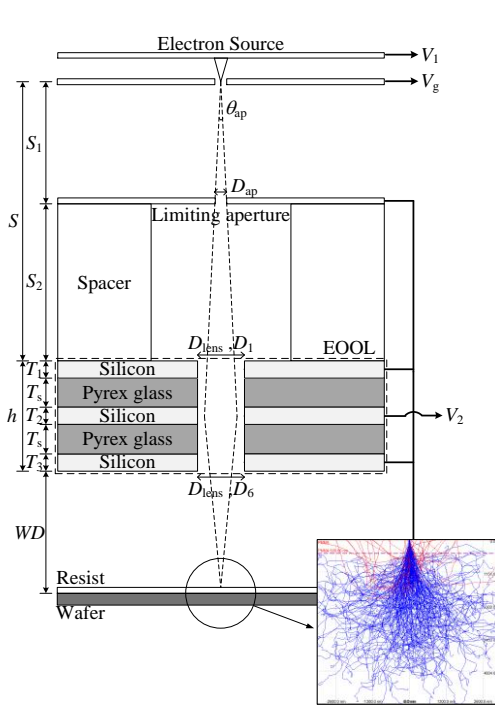 Electron Source
V1
Vg
θap
S1
Dap
Limiting aperture
S
S2
Spacer
Dlens ,D1
EOOL
T1
Silicon
Ts
Pyrex glass
h
T2
Silicon
V2
Ts
Pyrex glass
T3
Silicon
Dlens ,D6
WD
Resist
Wafer